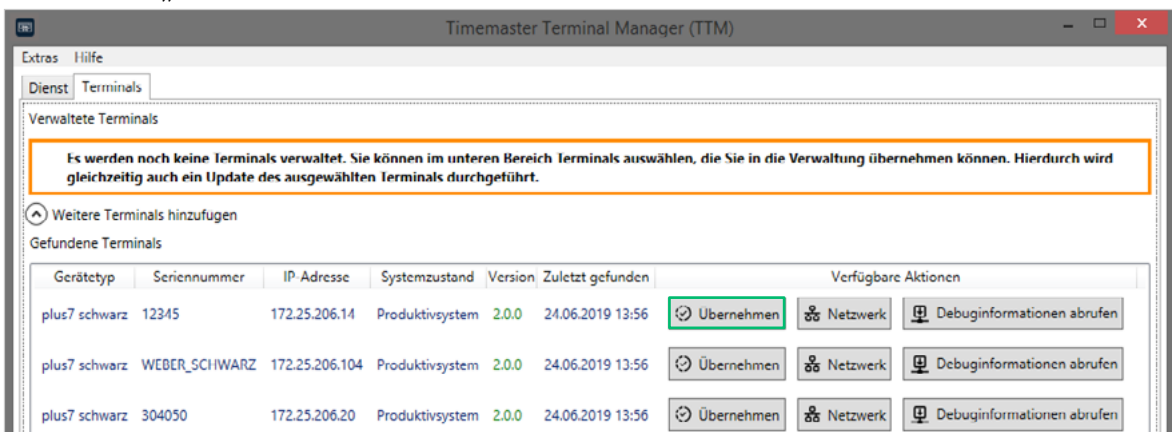 Timemaster Terminal Manager (TTM)
Extras Hilfe
Dienst Terminals
Verwaltete Terminals
Es werden noch keine Terminals verwaltet. Sie können im unteren Bereich Terminals auswählen, die Sie in die Verwaltung übernehmen können. Hierdurch wird
gleichzeitig auch ein Update des ausgewählten Terminals durchgeführt.
Weitere Terminals hinzufugen
Gefundene Terminals
Gerätetyp Seriennummer IP-Adresse Systemzustand Version Zuletzt gefunden Verfügbare Aktionen
plus7 schwarz 12345 172.25.206.14 Produktivsystem 2.0.0 24.06.2019 13:56 Übernehmen Netzwerk Debuginformationen abrufen
plus7 schwarz WEBER_SCHWARZ 172.25.206.104 Produktivsystem 2.0.0 24.06.2019 13:56 Übernehmen Netzwerk Debuginformationen abrufen
plus7 schwarz 304050 172.25.206.20 Produktivsystem 2.0.0 24.06.2019 13:56 Übernehmen Netzwerk Debuginformationen abrufen